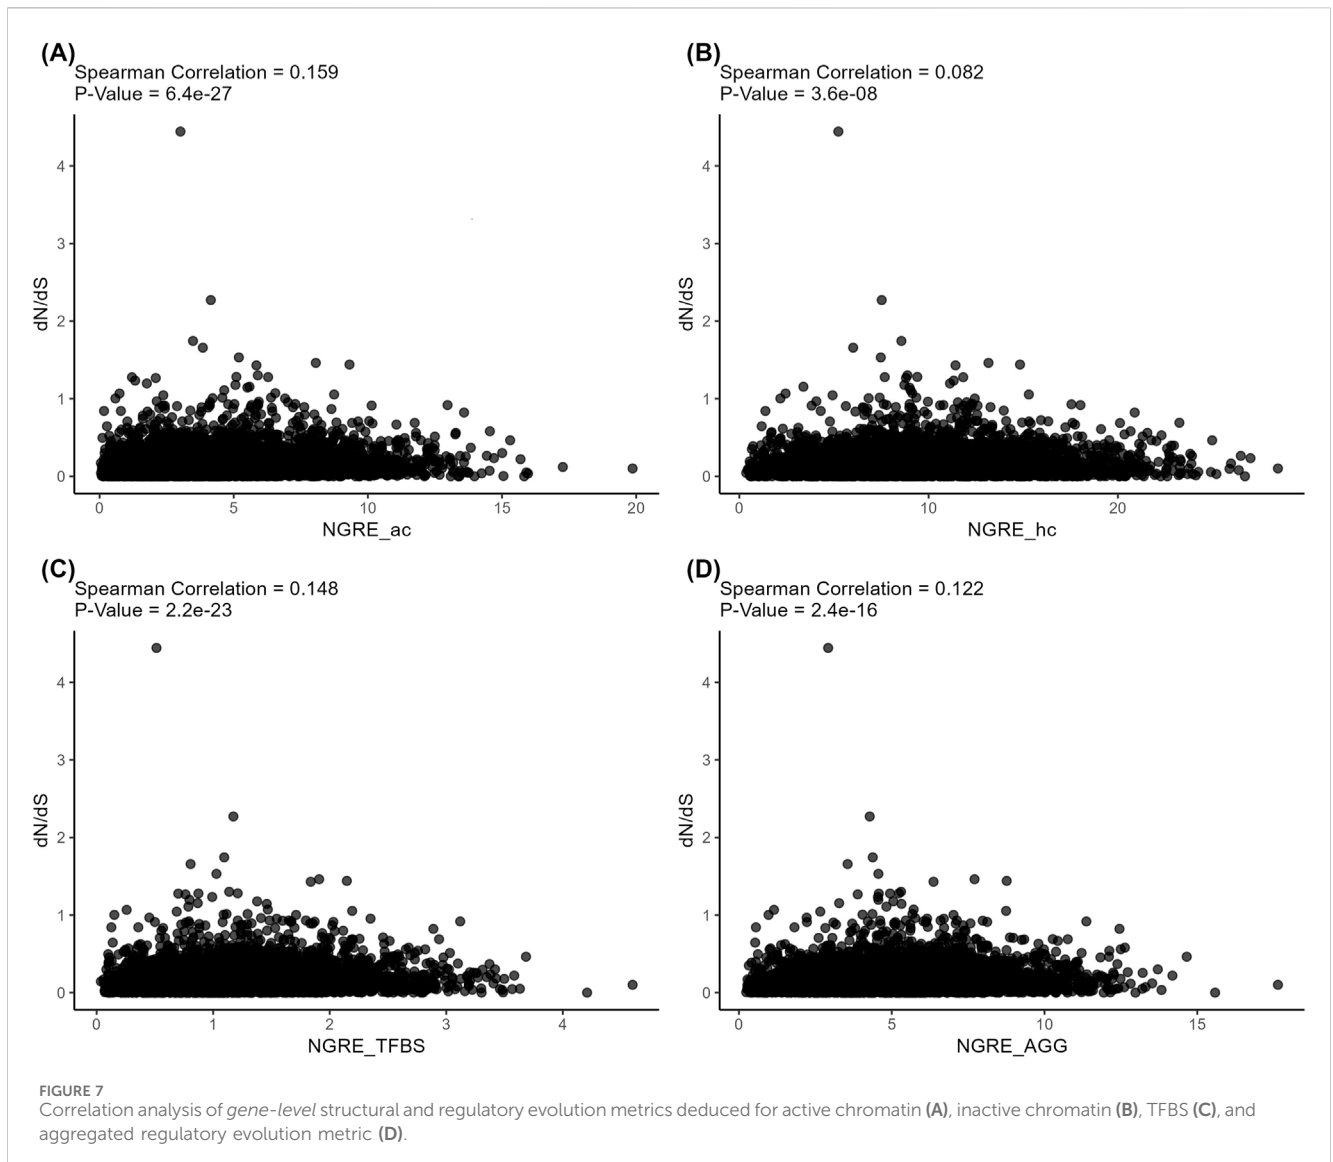 (A)
Spearman Correlation = 0.159
P-Value = 6.4e-27
4
3
2
1
0
dN/dS
0 5 10 15 20
NGRE_ac
(B)
Spearman Correlation = 0.082
P-Value = 3.6e-08
4
3
2
1
0
dN/dS
0 10 20
NGRE_hc
(C)
Spearman Correlation = 0.148
P-Value = 2.2e-23
4
3
2
1
0
dN/dS
0 1 2 3 4
NGRE_TFBS
(D)
Spearman Correlation = 0.122
P-Value = 2.4e-16
4
3
2
1
0
dN/dS
0 5 10 15
NGRE_AGG
FIGURE 7
Correlation analysis of gene-level structural and regulatory evolution metrics deduced for active chromatin (A), inactive chromatin (B), TFBS (C), and
aggregated regulatory evolution metric (D).